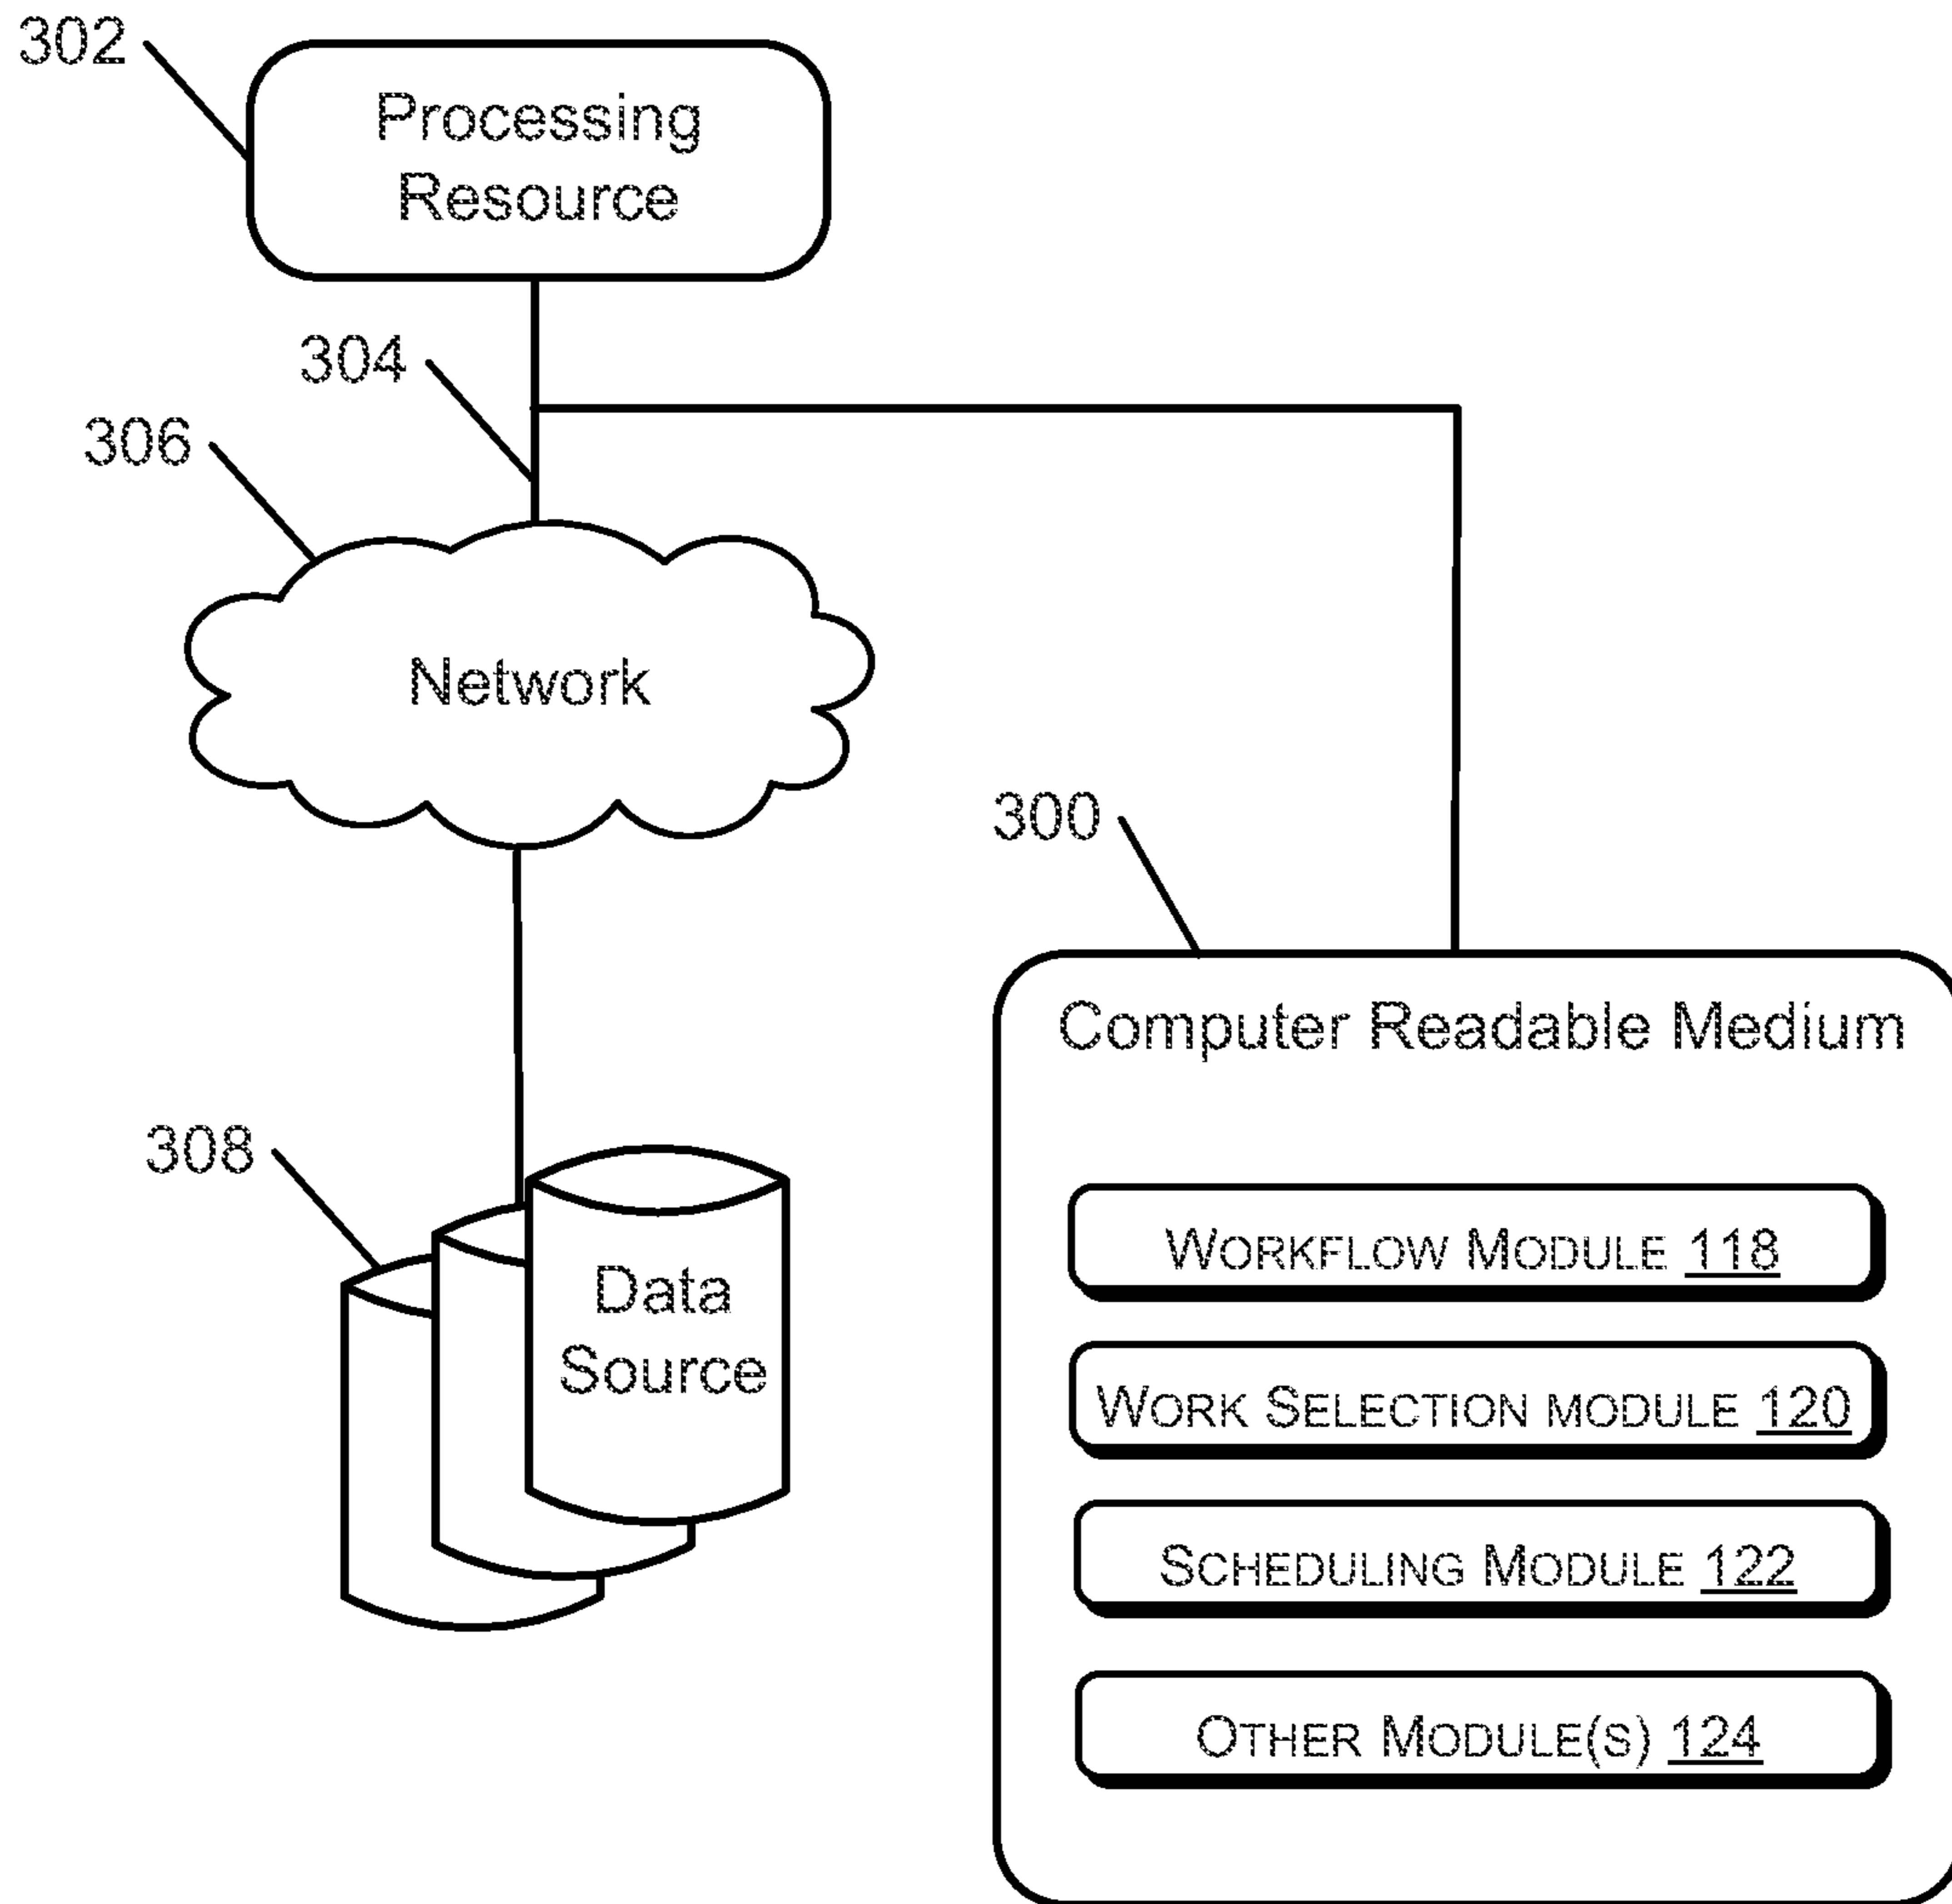 302
Processing
Resource
304
306
Network
300
Computer Readable Medium
308
Data
Source
WORKFLOW MODULE 118
WORK SELECTION MODULE 120
SCHEDULING MODULE 122
OTHER MODULE(S) 124